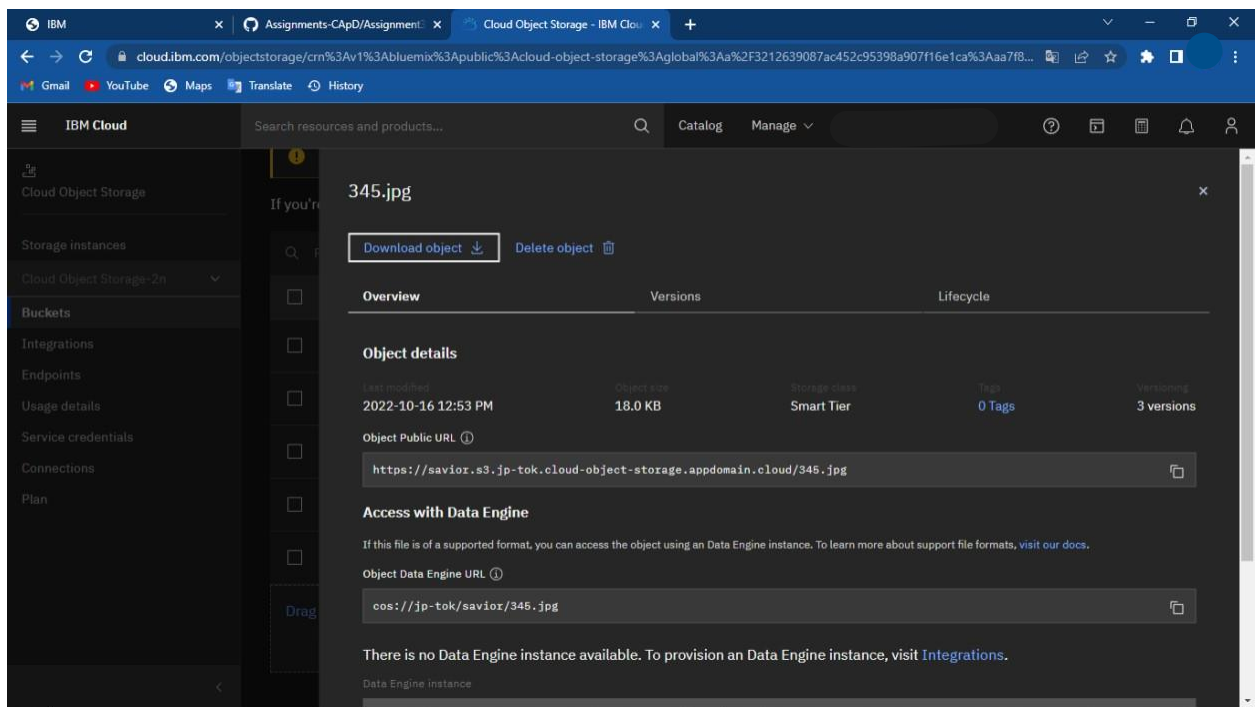 IBM
Assignments-CApD/Assignment
Cloud Object Storage - IBM Clou
cloud.ibm.com/objectstorage/crn%3Av1%3Abluemix%3Apublic%3Acloud-object-storage%3Aglobal%3Aa%2F3212639087ac452c95398a907f16e1ca%3Aaa7f8...
Gmail YouTube Maps Translate History
IBM Cloud Search resources and products... Catalog Manage
Cloud Object Storage
345.jpg
If you're
Storage instances
Download object Delete object
Cloud Object Storage-2n
Overview Versions Lifecycle
Buckets
Integrations
Object details
Endpoints
Last modified Object size Storage class Tags Versioning
2022-10-16 12:53 PM 18.0 KB Smart Tier 0 Tags 3 versions
Usage details
Service credentials
Object Public URL
Connections
https://savior.s3.jp-tok.cloud-object-storage.appdomain.cloud/345.jpg
Plan
Access with Data Engine
If this file is of a supported format, you can access the object using an Data Engine instance. To learn more about support file formats, visit our docs.
Object Data Engine URL
Drag
cos://jp-tok/savior/345.jpg
There is no Data Engine instance available. To provision an Data Engine instance, visit Integrations.
Data Engine instance